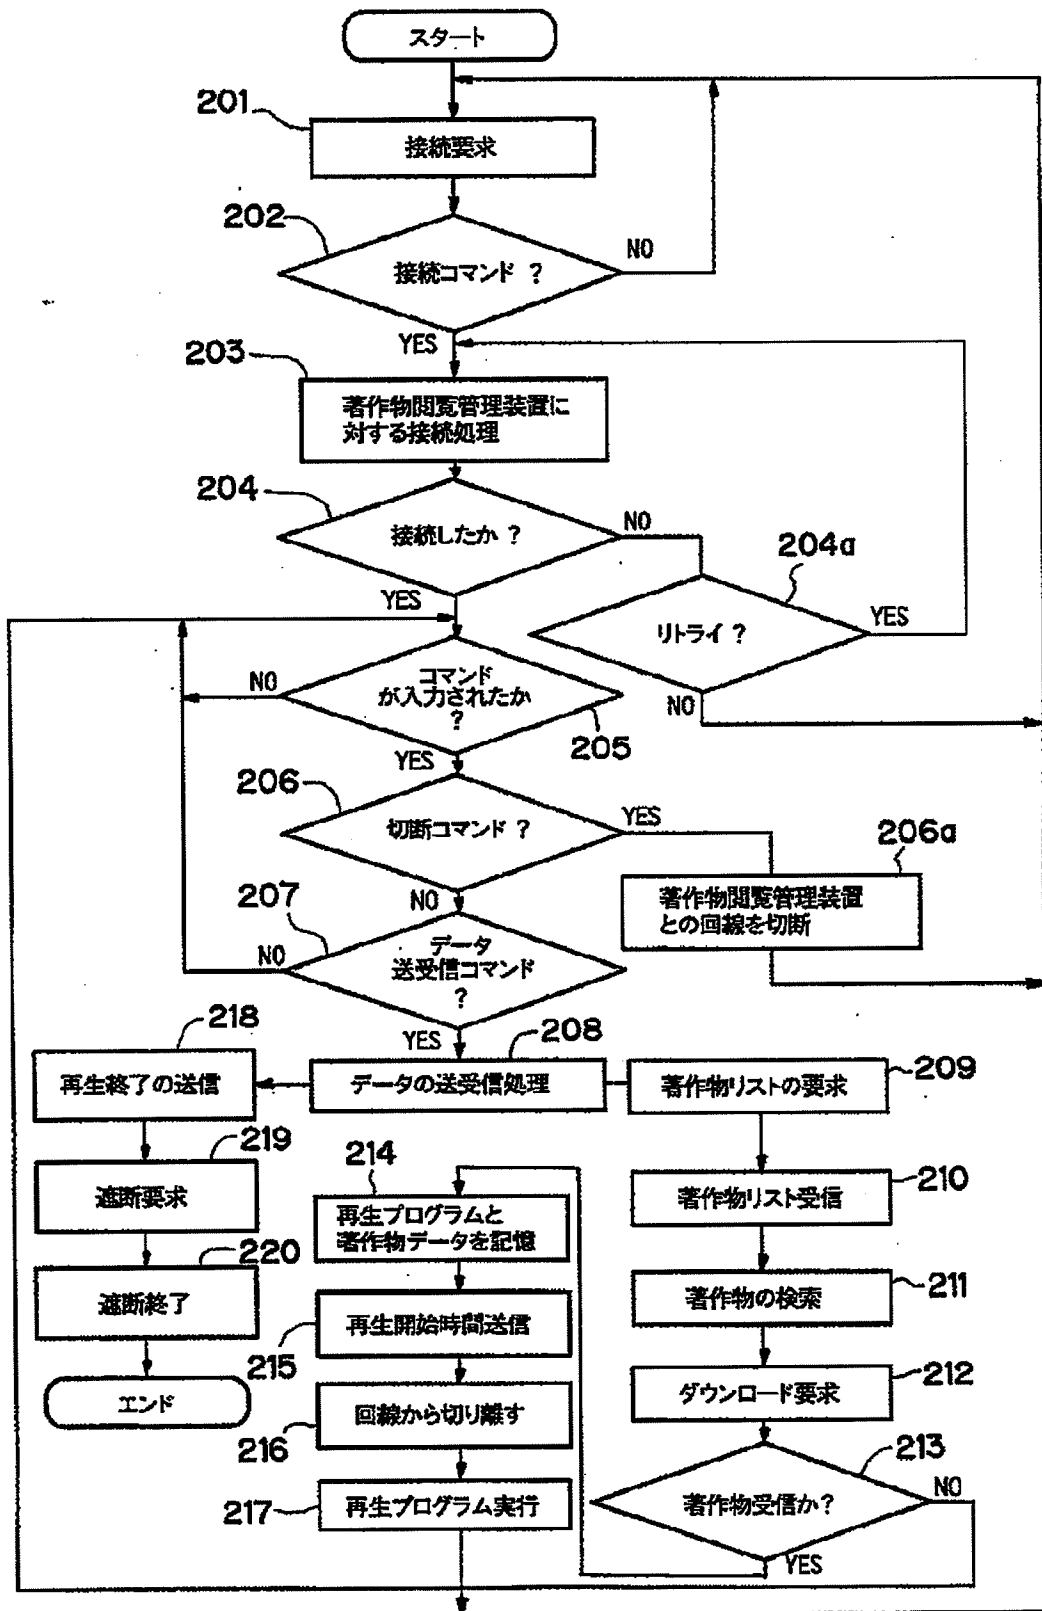 スタート
201
接続要求
202
接続コマンド ?
NO
YES
203
著作物閲覧管理装置に
対する接続処理
204
接続したか ?
NO
204a
YES
リトライ ?
YES
NO
コマンド
が入力されたか
?
NO
205
YES
206
切断コマンド ?
YES
206a
著作物閲覧管理装置
との回線を切断
NO
207
データ
送受信コマンド
?
NO
YES
218
208
再生終了の送信
データの送受信処理
著作物リストの要求
209
219
遮断要求
214
再生プログラムと
著作物データを記憶
著作物リスト受信
210
220
遮断終了
再生開始時間送信
215
著作物の検索
211
エンド
回線から切り離す
216
ダウンロード要求
212
213
著作物受信か?
NO
YES
217
再生プログラム実行